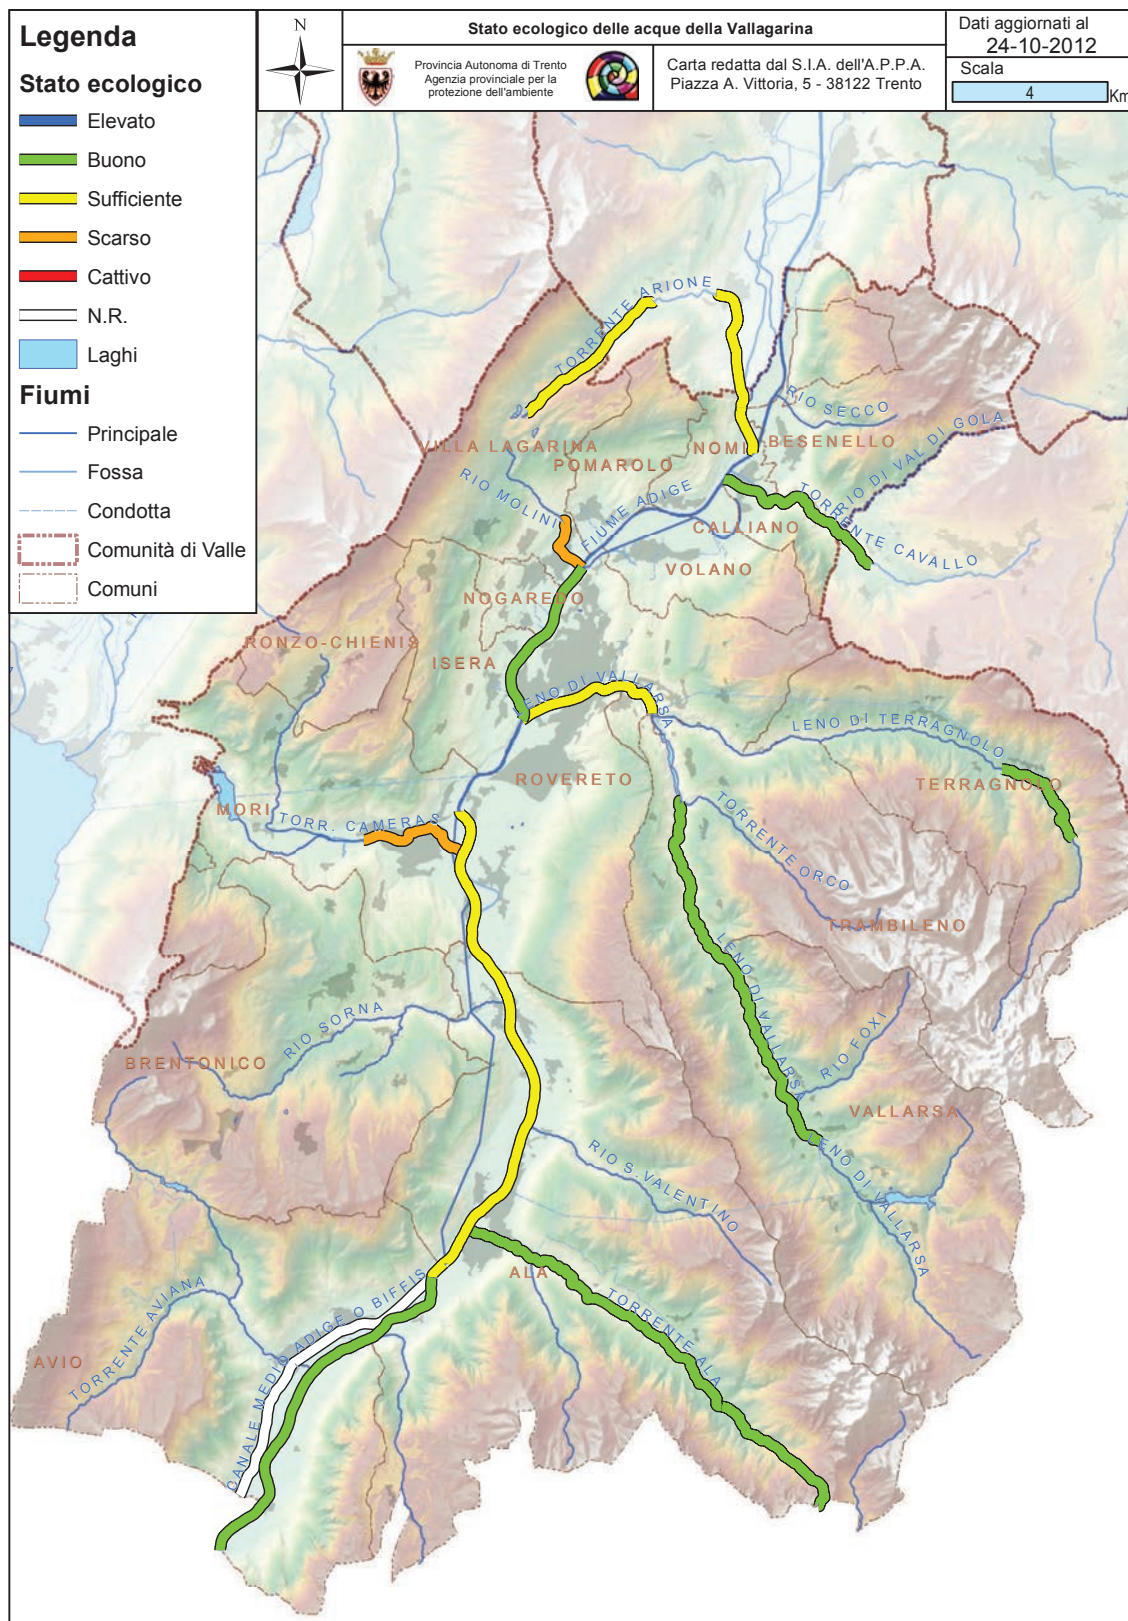 Legenda
Stato ecologico
Elevato
Buono
Sufficiente
Scarso
Cattivo
N.R.
Laghi
Fiumi
Principale
Fossa
Condotta
Comunità di Valle
Comuni
N
Stato ecologico delle acque della Vallagarina
Provincia Autonoma di Trento
Agenzia provinciale per la
protezione dell'ambiente
Carta redatta dal S.I.A. dell'A.P.P.A.
Piazza A. Vittoria, 5 - 38122 Trento
Dati aggiornati al
24-10-2012
Scala
4 Km
TORRENTE ARIONE
RIO SECCO
VILLA LAGARINA
POMAROLO
NOMI
BESENELLO
RIO DI VAL DI GOLA
RIO MOLINI
FIUME ADIGE
CALLIANO
TORRENTE CAVALLO
VOLANO
NOGAREDO
RONZO-CHIENIS
ISERA
LENO DI VALLARSA
LENO DI TERRAGNOLO
ROVERETO
TERRAGNOLO
MORI
TORR. CAMERAS
TORRENTE ORCO
TRAMBILENO
LENO DI VALLARSA
RIO SORNA
RIO FOXI
BRENTONICO
VALLARSA
RIO S. VALENTINO
LENO DI VALLARSA
ALA
TORRENTE AVIANA
CANALE MEDIO ADIGE O BIFFIS
TORRENTE ALA
AVIO